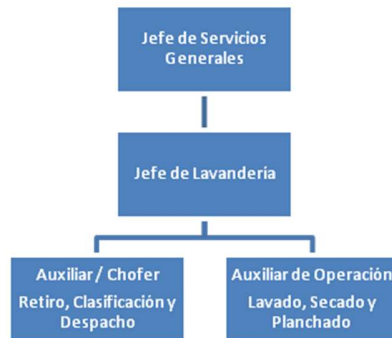 Jefe de Servicios
Generales
Jefe de Lavanderia
Auxiliar / Chofer
Retiro, Clasificación y
Despacho
Auxiliar de Operación
Lavado, Secado y
Planchado